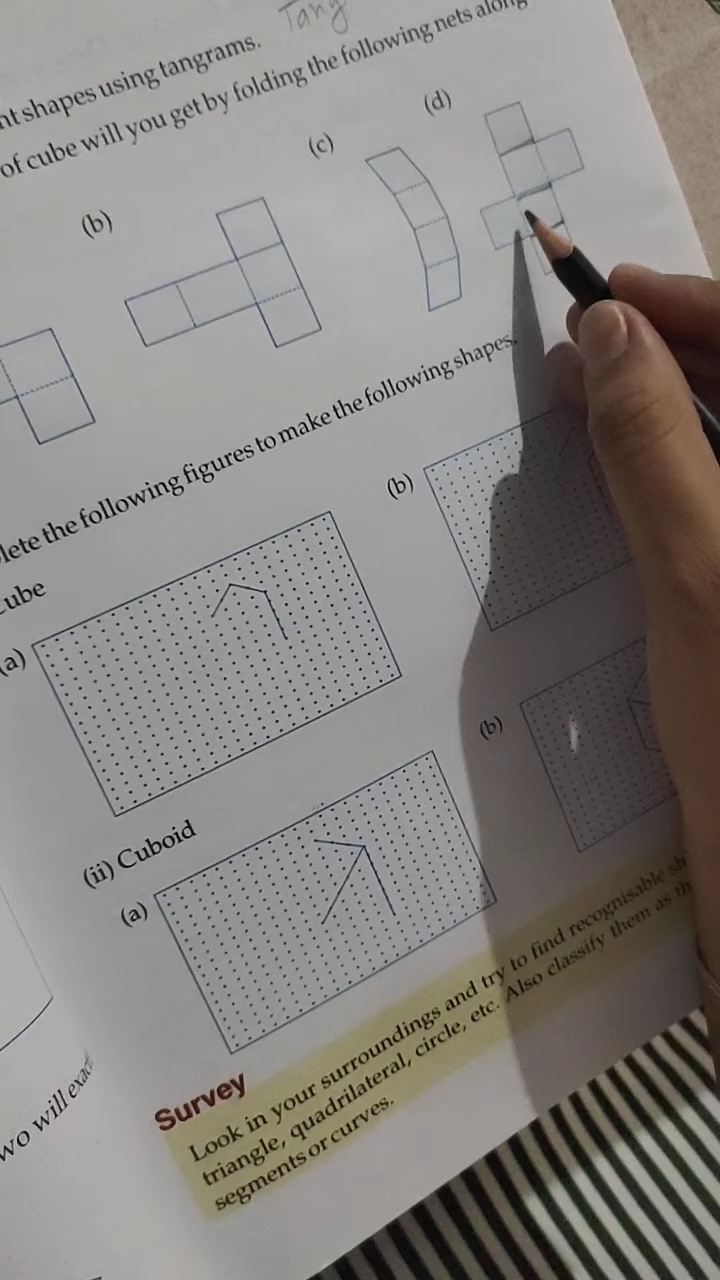 Tang
nt shapes using tangrams.
of cube will you get by folding the following nets along
(b)
(c)
(d)
lete the following figures to make the following shapes.
Cube
(a)
(b)
(ii) Cuboid
(a)
(b)
Survey
Look in your surroundings and try to find recognisable sh
triangle, quadrilateral, circle, etc. Also classify them as th
segments or curves.
wo will exact